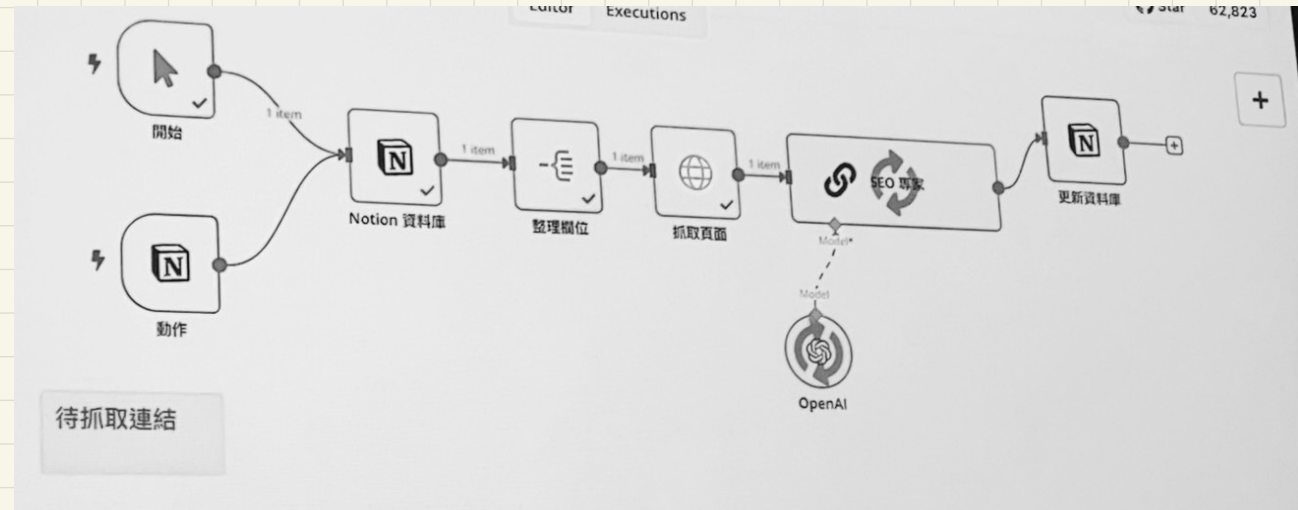 Editor
Executions
Star
62,823
開始
1 item
Notion 資料庫
1 item
整理欄位
1 item
抓取頁面
1 item
SEO 專家
更新資料庫
Model*
Model
OpenAI
動作
待抓取連結